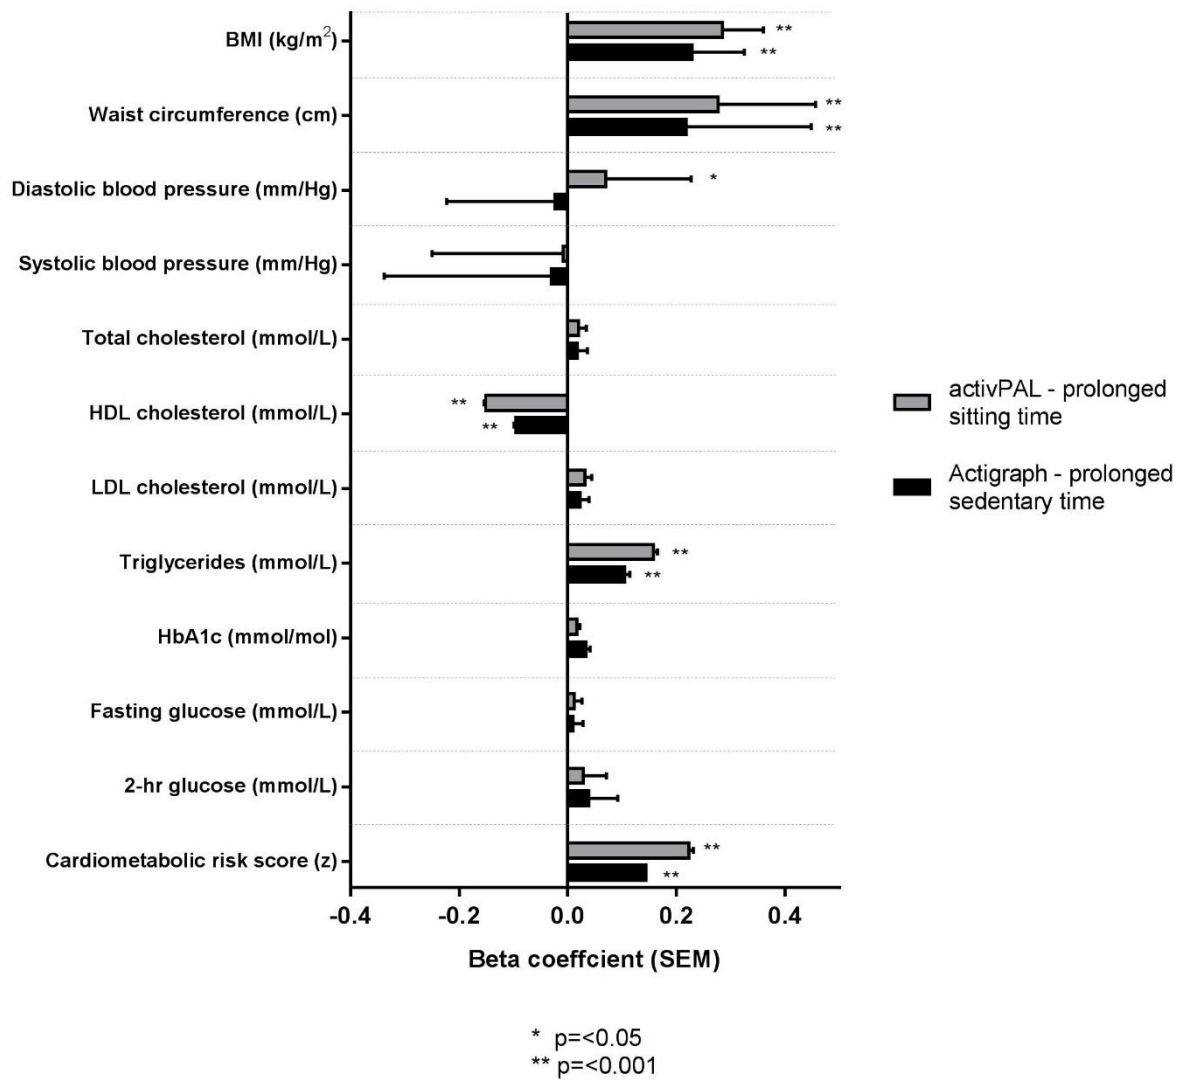 BMI (kg/m²)
**
**
Waist circumference (cm)
**
**
Diastolic blood pressure (mm/Hg)
*
Systolic blood pressure (mm/Hg)
Total cholesterol (mmol/L)
HDL cholesterol (mmol/L)
**
**
LDL cholesterol (mmol/L)
Triglycerides (mmol/L)
**
**
HbA1c (mmol/mol)
Fasting glucose (mmol/L)
2-hr glucose (mmol/L)
Cardiometabolic risk score (z)
**
**
-0.4 -0.2 0.0 0.2 0.4
Beta coeffcient (SEM)
activPAL - prolonged
sitting time
Actigraph - prolonged
sedentary time
* p=<0.05
** p=<0.001